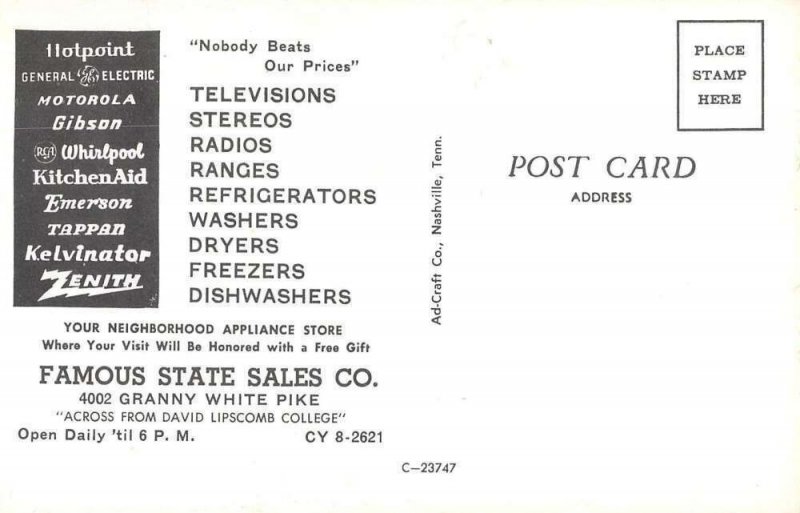 Hotpoint
GENERAL GE ELECTRIC
MOTOROLA
Gibson
RCA Whirlpool
KitchenAid
Emerson
TAPPAN
Kelvinator
ZENITH
"Nobody Beats
Our Prices"
TELEVISIONS
STEREOS
RADIOS
RANGES
REFRIGERATORS
WASHERS
DRYERS
FREEZERS
DISHWASHERS
YOUR NEIGHBORHOOD APPLIANCE STORE
Where Your Visit Will Be Honored with a Free Gift
FAMOUS STATE SALES CO.
4002 GRANNY WHITE PIKE
"ACROSS FROM DAVID LIPSCOMB COLLEGE"
Open Daily 'til 6 P. M. CY 8-2621
Ad-Craft Co., Nashville, Tenn.
C-23747
PLACE
STAMP
HERE
POST CARD
ADDRESS